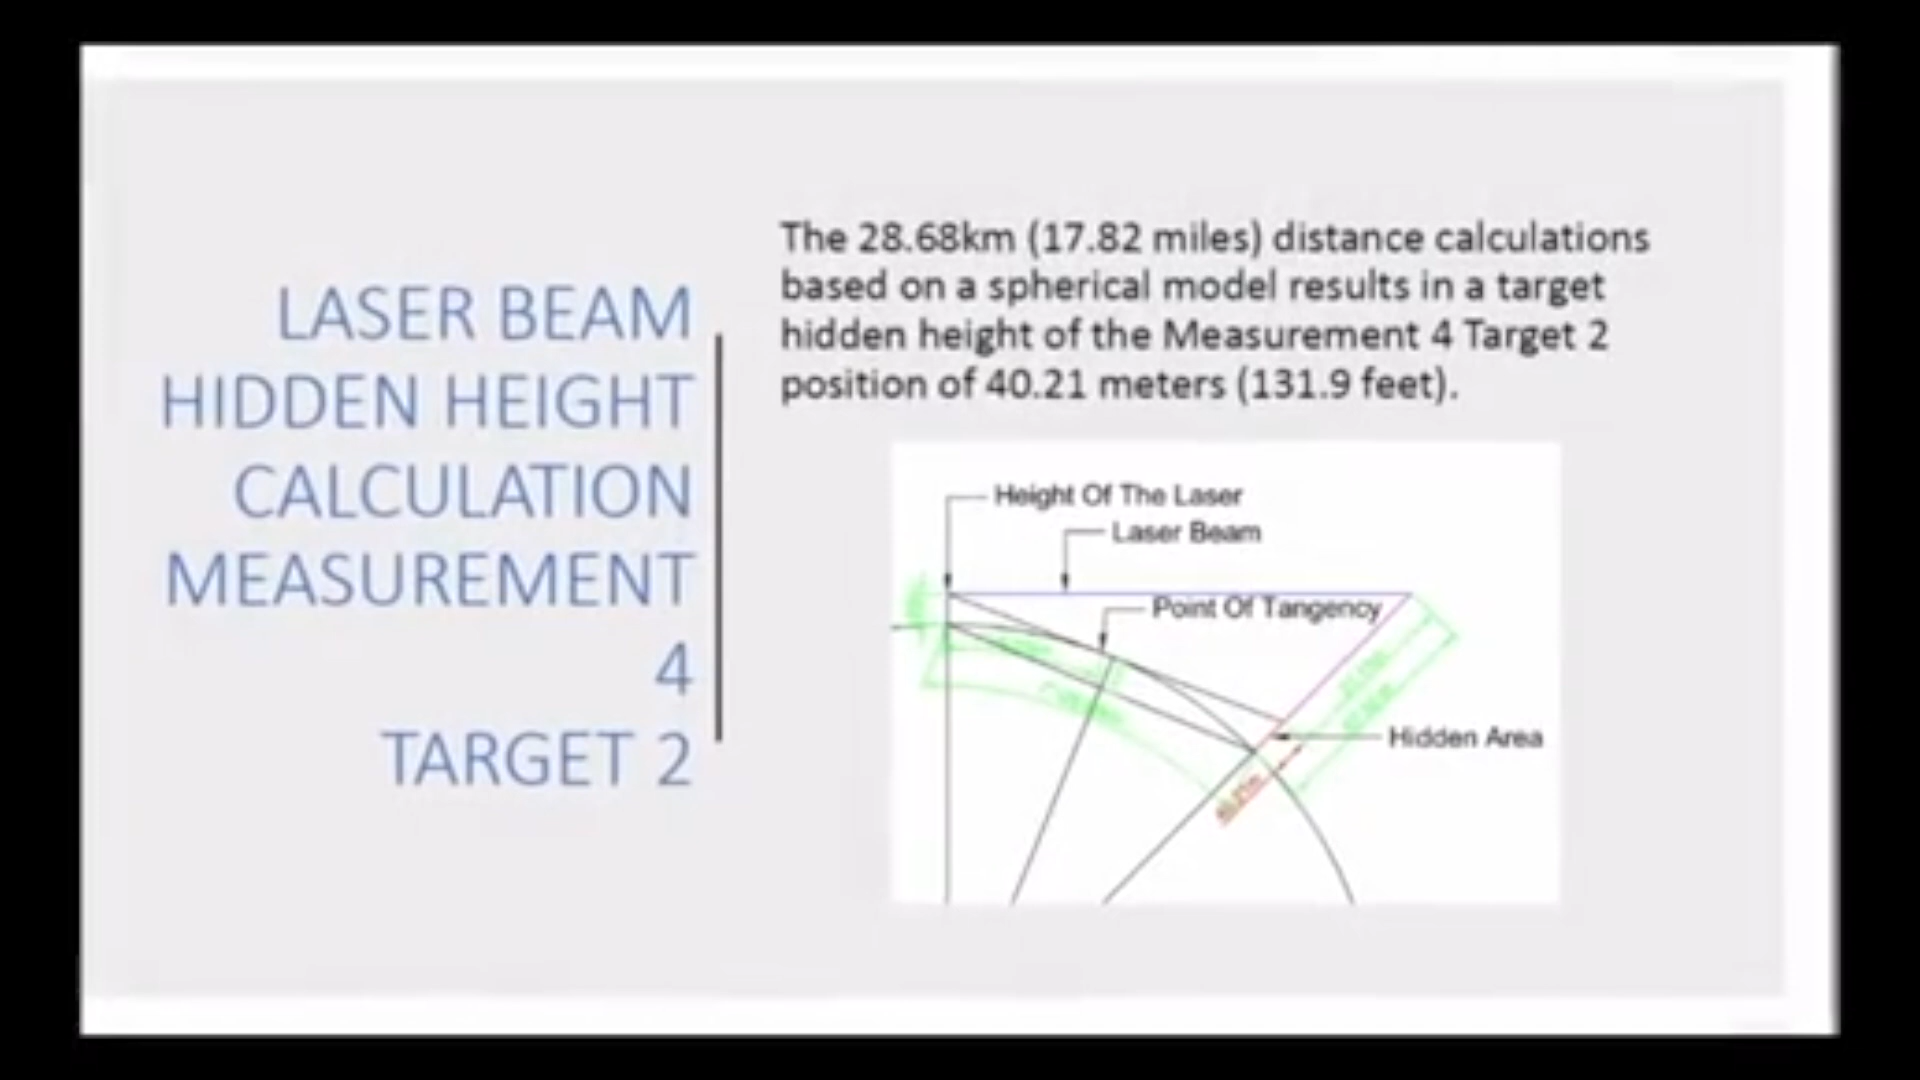 LASER BEAM
HIDDEN HEIGHT
CALCULATION
MEASUREMENT
4
TARGET 2
The 28.68km (17.82 miles) distance calculations
based on a spherical model results in a target
hidden height of the Measurement 4 Target 2
position of 40.21 meters (131.9 feet).
Height Of The Laser
Laser Beam
Point Of Tangency
Hidden Area